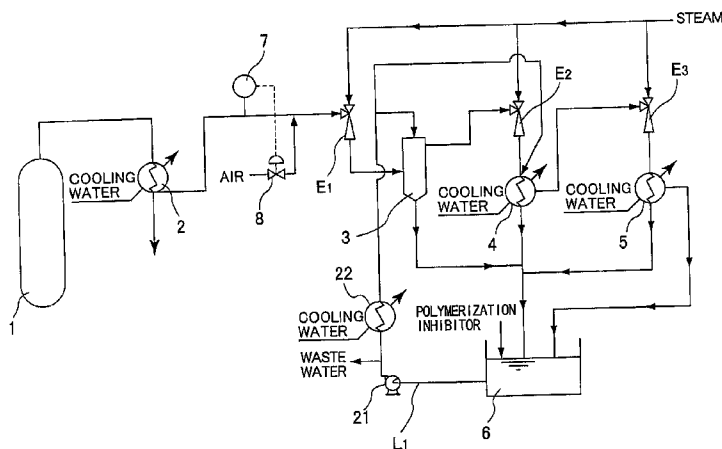 STEAM
7
E2
E3
COOLING
WATER
2
AIR
8
E1
3
COOLING
WATER
4
COOLING
WATER
5
1
22
COOLING
WATER
POLYMERIZATION
INHIBITOR
WASTE
WATER
21
L1
6